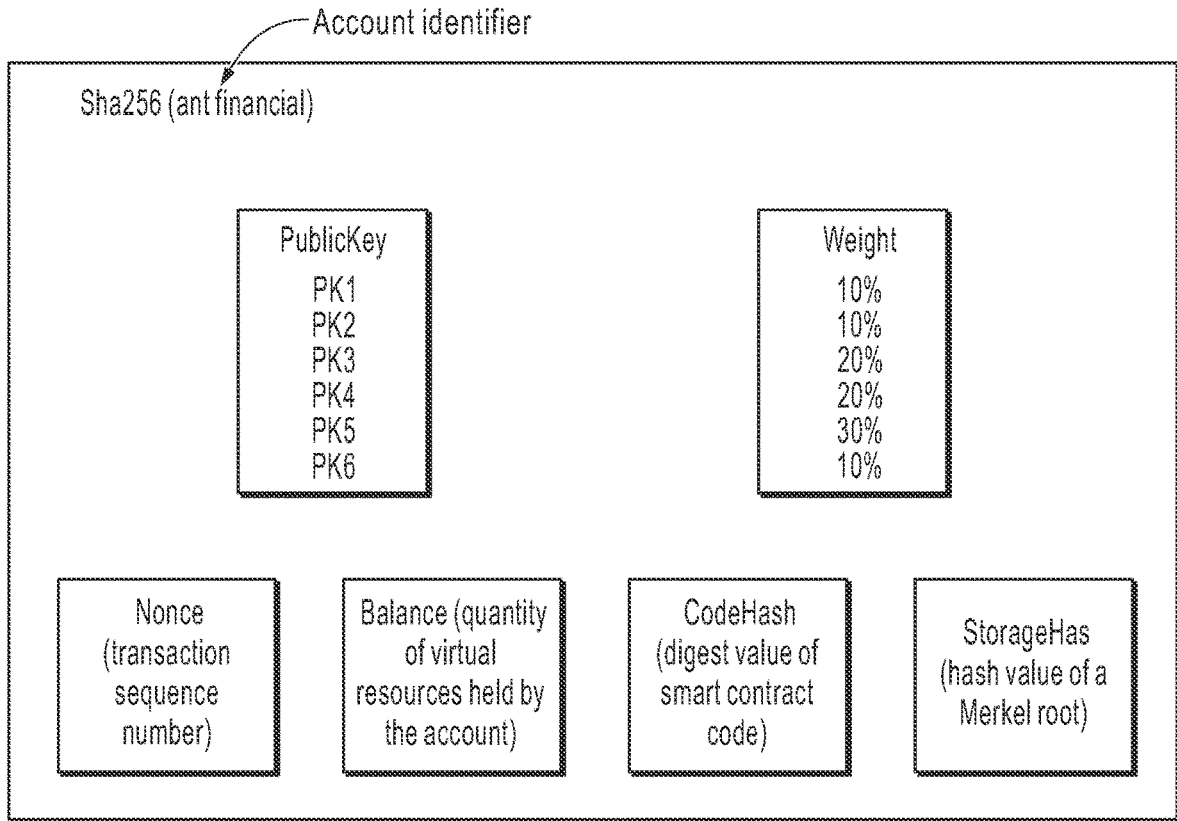 Account identifier
Sha256 (ant financial)
PublicKey
PK1
PK2
PK3
PK4
PK5
PK6
Weight
10%
10%
20%
20%
30%
10%
Nonce
(transaction
sequence
number)
Balance (quantity
of virtual
resources held by
the account)
CodeHash
(digest value of
smart contract
code)
StorageHas
(hash value of a
Merkel root)